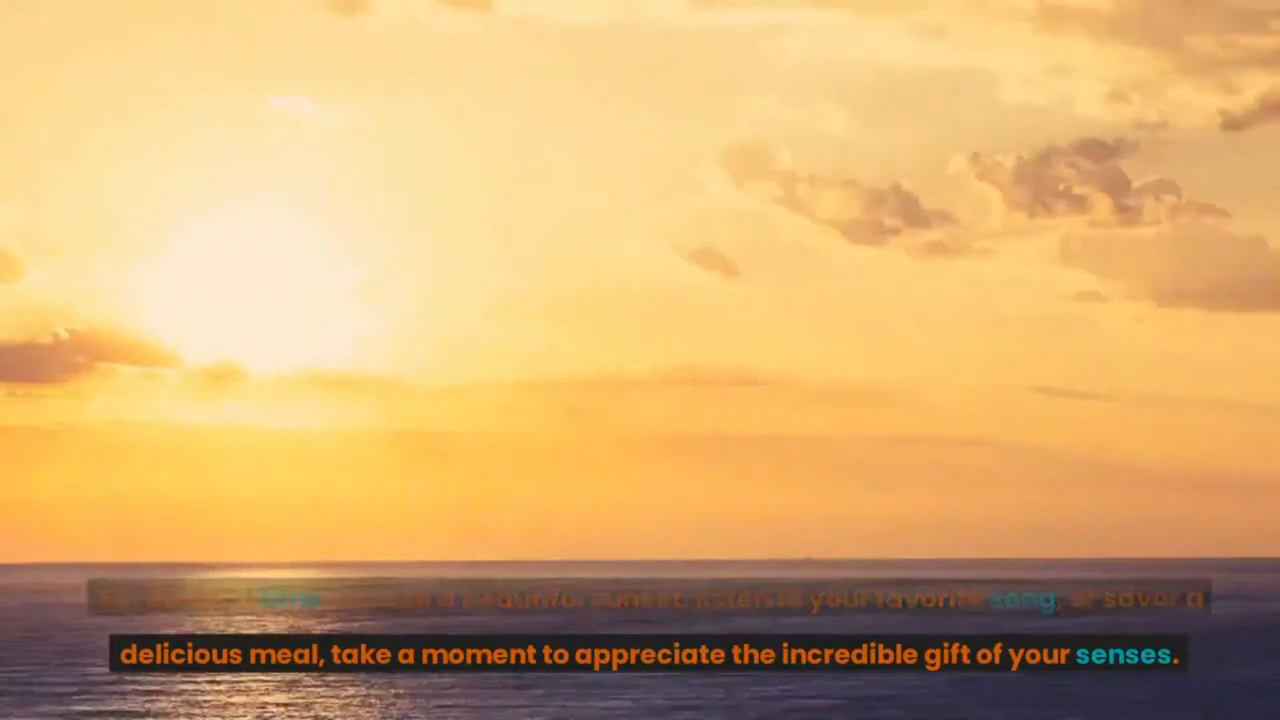 time a beautiful sunset, listen to your favorite song, or savor a
delicious meal, take a moment to appreciate the incredible gift of your senses.